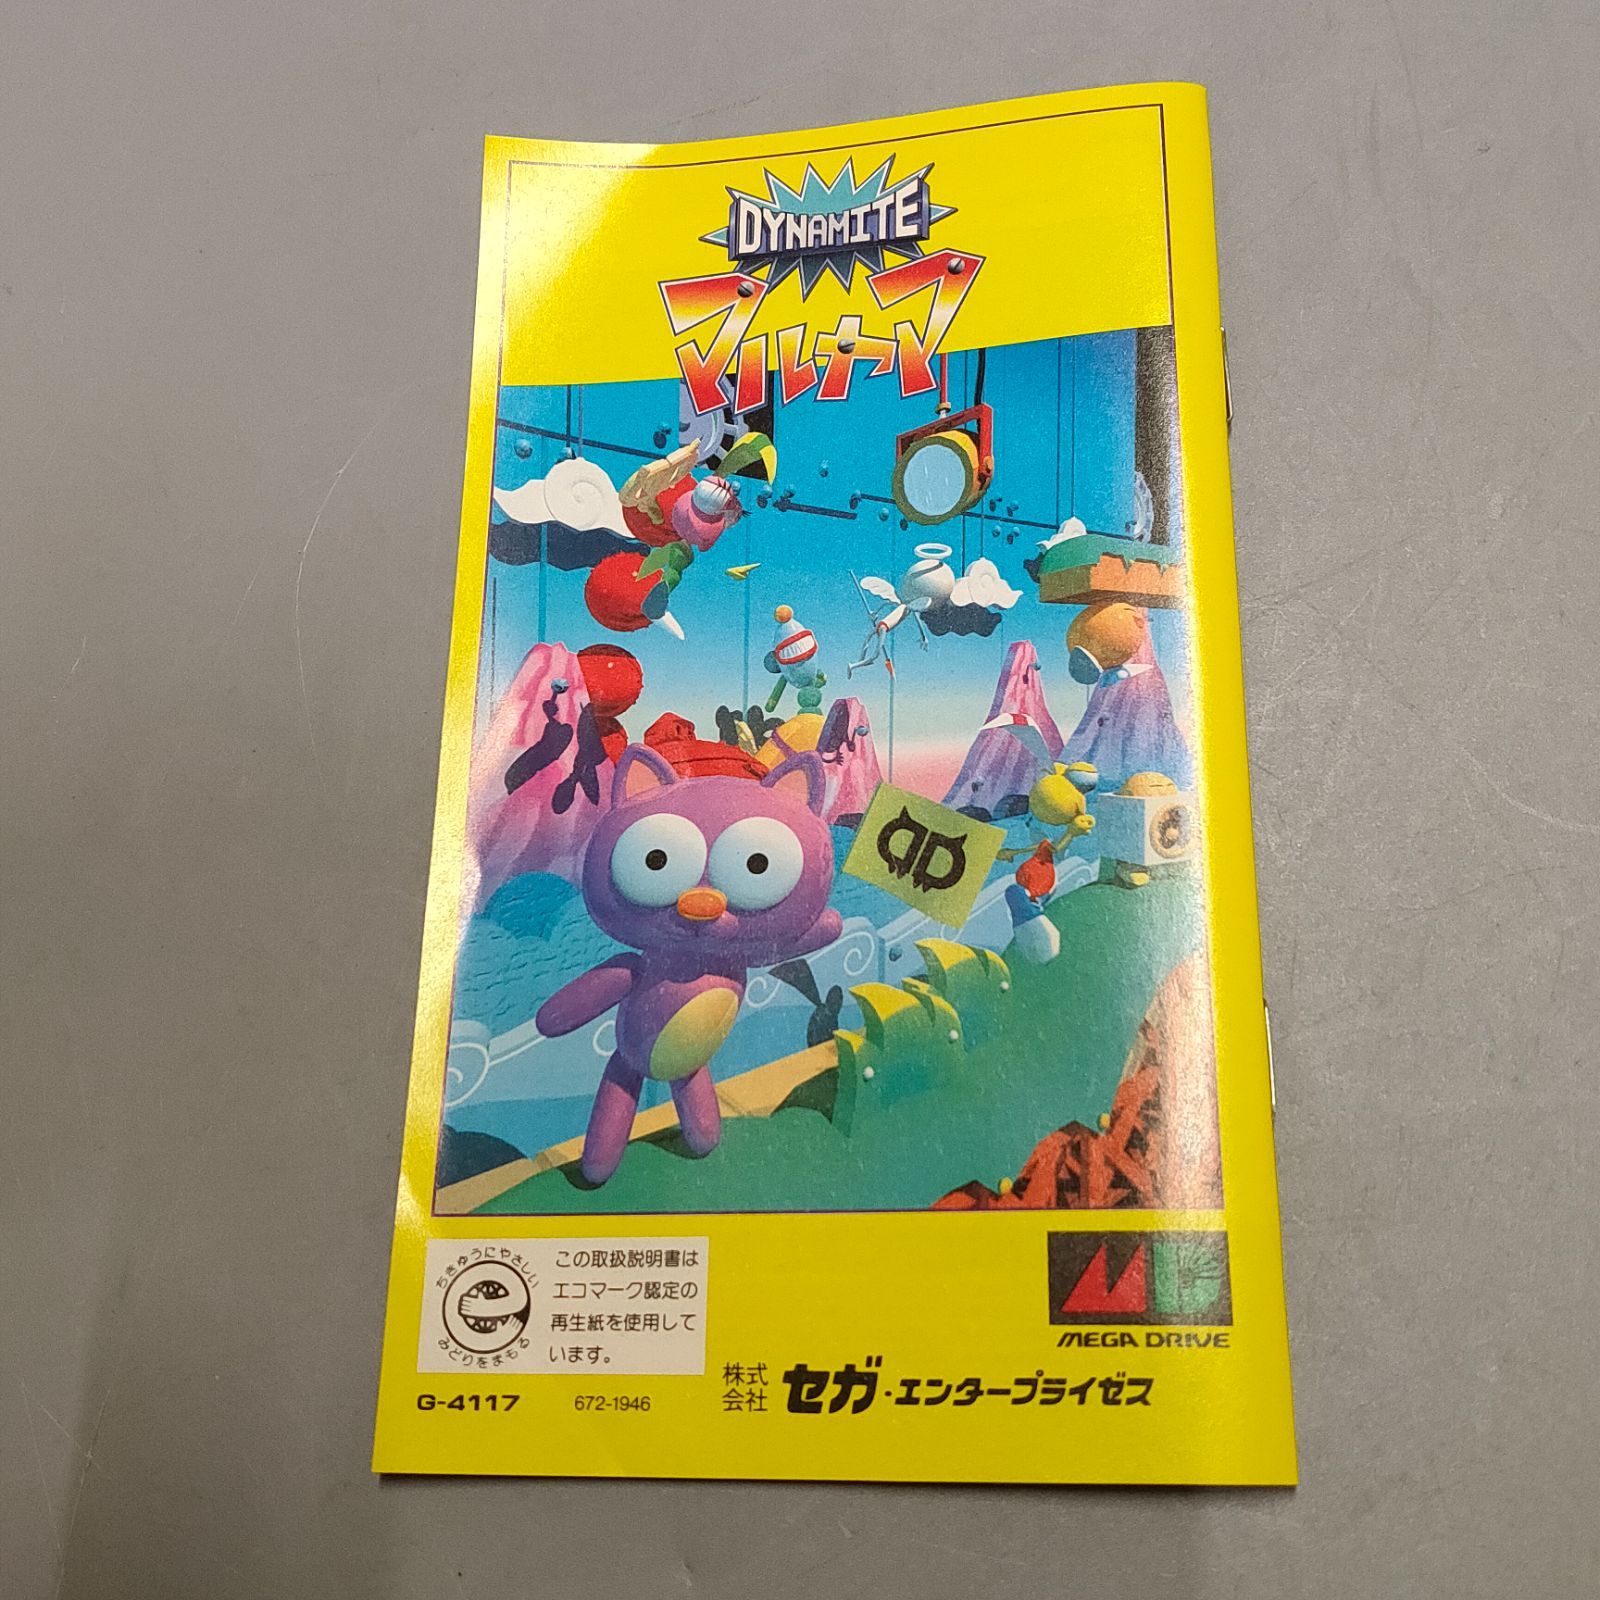 DYNAMITE
マルカマ
ちきゅうにやさしい
みどりをまもる
この取扱説明書は
エコマーク認定の
再生紙を使用して
います。
MEGA DRIVE
G-4117
672-1946
株式会社 セガ・エンタープライゼス